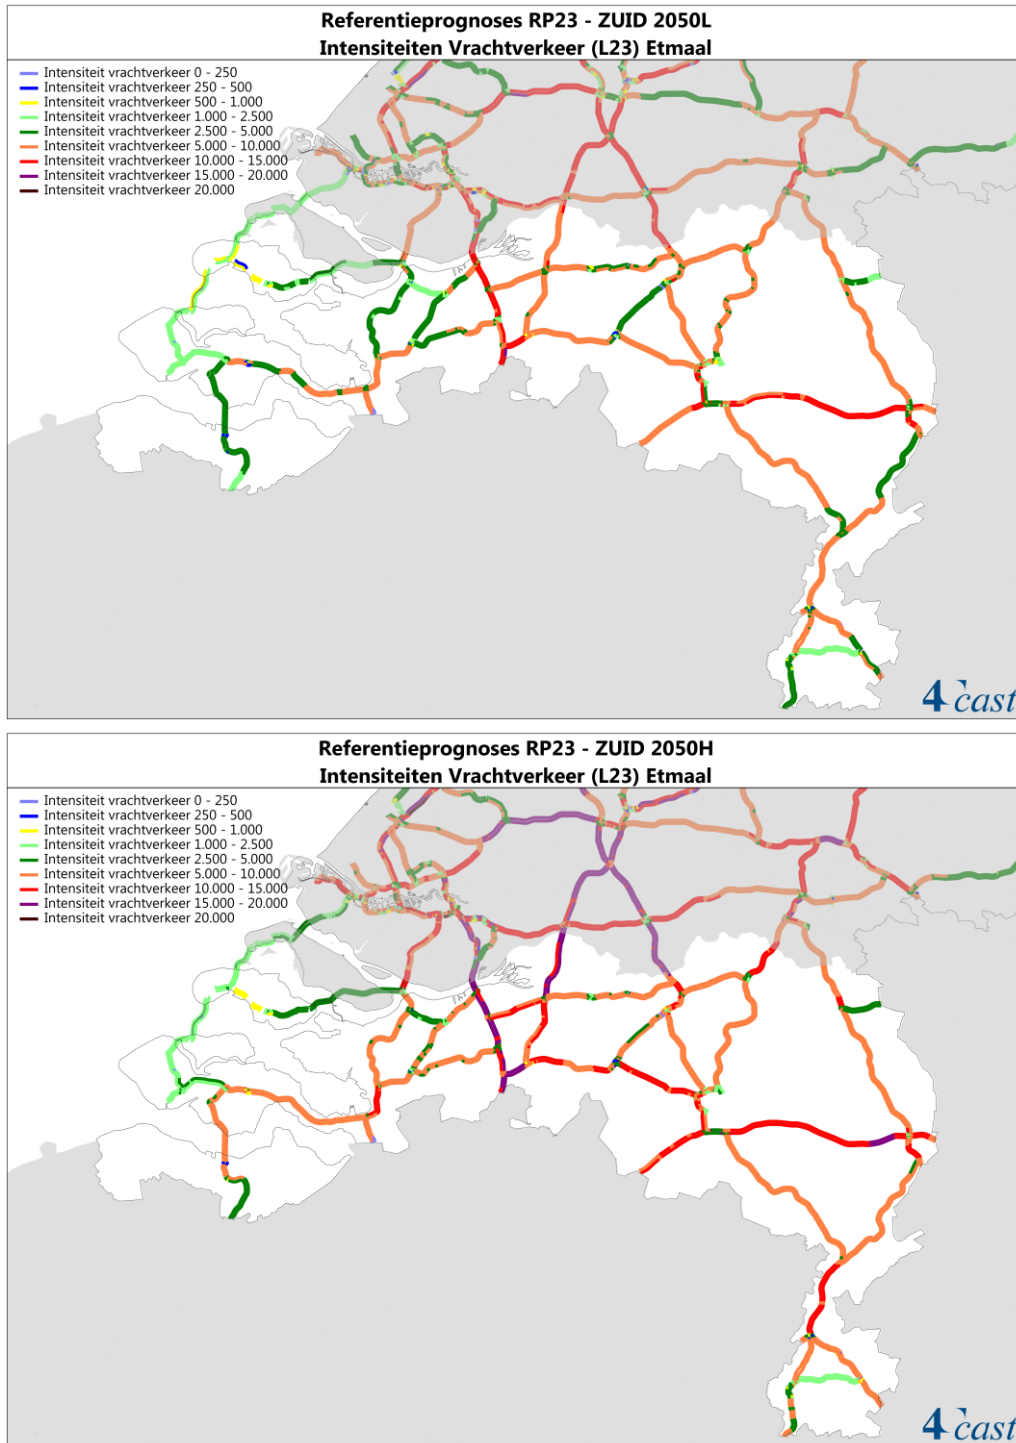 Referentieprognoses RP23 - ZUID 2050L
Intensiteiten Vrachtverkeer (L23) Etmaal
Intensiteit vrachtverkeer 0 - 250
Intensiteit vrachtverkeer 250 - 500
Intensiteit vrachtverkeer 500 - 1.000
Intensiteit vrachtverkeer 1.000 - 2.500
Intensiteit vrachtverkeer 2.500 - 5.000
Intensiteit vrachtverkeer 5.000 - 10.000
Intensiteit vrachtverkeer 10.000 - 15.000
Intensiteit vrachtverkeer 15.000 - 20.000
Intensiteit vrachtverkeer 20.000
4cast
Referentieprognoses RP23 - ZUID 2050H
Intensiteiten Vrachtverkeer (L23) Etmaal
Intensiteit vrachtverkeer 0 - 250
Intensiteit vrachtverkeer 250 - 500
Intensiteit vrachtverkeer 500 - 1.000
Intensiteit vrachtverkeer 1.000 - 2.500
Intensiteit vrachtverkeer 2.500 - 5.000
Intensiteit vrachtverkeer 5.000 - 10.000
Intensiteit vrachtverkeer 10.000 - 15.000
Intensiteit vrachtverkeer 15.000 - 20.000
Intensiteit vrachtverkeer 20.000
4cast